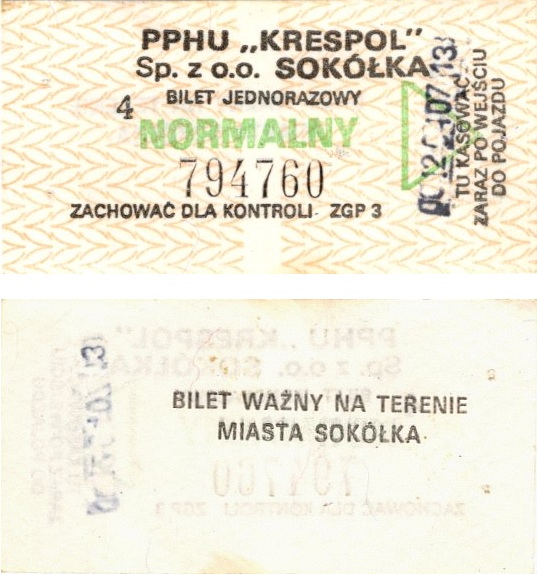 PPHU „KRESPOL”
Sp. z o.o. SOKÓŁKA
4 BILET JEDNORAZOWY
NORMALNY
794760
ZACHOWAĆ DLA KONTROLI ZGP 3
TU KASOWAĆ
ZARAZ PO WEJŚCIU
DO POJAZDU
BILET WAŻNY NA TERENIE
MIASTA SOKÓŁKA